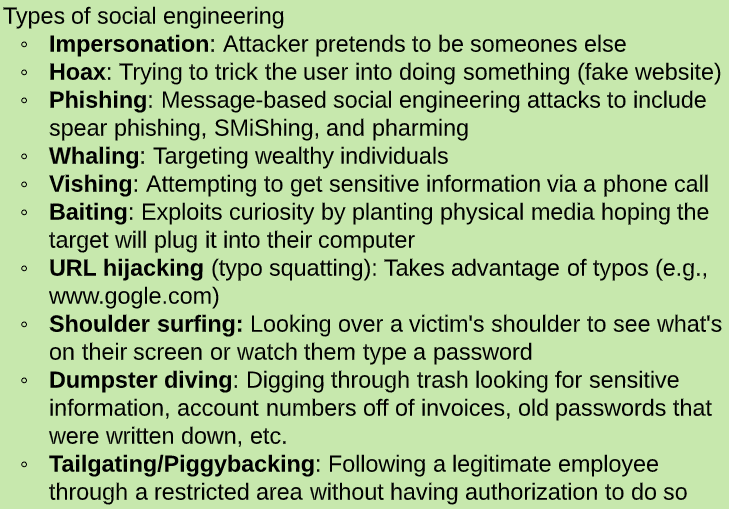 Types of social engineering
◦ Impersonation: Attacker pretends to be someones else
◦ Hoax: Trying to trick the user into doing something (fake website)
◦ Phishing: Message-based social engineering attacks to include
spear phishing, SMiShing, and pharming
◦ Whaling: Targeting wealthy individuals
◦ Vishing: Attempting to get sensitive information via a phone call
◦ Baiting: Exploits curiosity by planting physical media hoping the
target will plug it into their computer
◦ URL hijacking (typo squatting): Takes advantage of typos (e.g.,
www.gogle.com)
◦ Shoulder surfing: Looking over a victim's shoulder to see what's
on their screen or watch them type a password
◦ Dumpster diving: Digging through trash looking for sensitive
information, account numbers off of invoices, old passwords that
were written down, etc.
◦ Tailgating/Piggybacking: Following a legitimate employee
through a restricted area without having authorization to do so